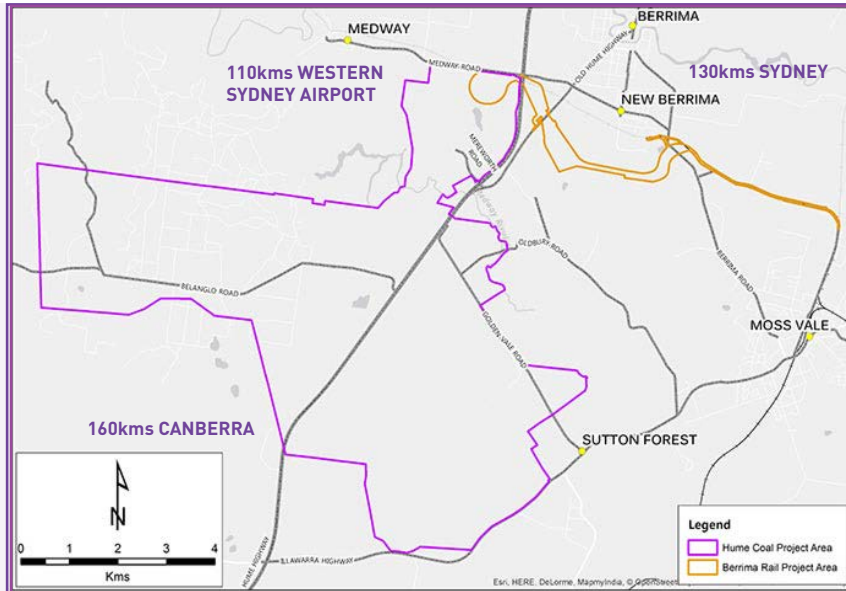 MEDWAY
BERRIMA
110kms WESTERN
SYDNEY AIRPORT
MEDWAY ROAD
OLD HUME HIGHWAY
130kms SYDNEY
NEW BERRIMA
MEREWORTH
ROAD
OLDBURY ROAD
BERRIMA ROAD
BELANGLO ROAD
GOLDEN VALE ROAD
MOSS VALE
160kms CANBERRA
SUTTON FOREST
HUME HIGHWAY
ILLAWARRA HIGHWAY
N
0 1 2 3 4
Kms
Legend
Hume Coal Project Area
Berrima Rail Project Area
Esri, HERE, DeLorme, MapmyIndia, © OpenStreet